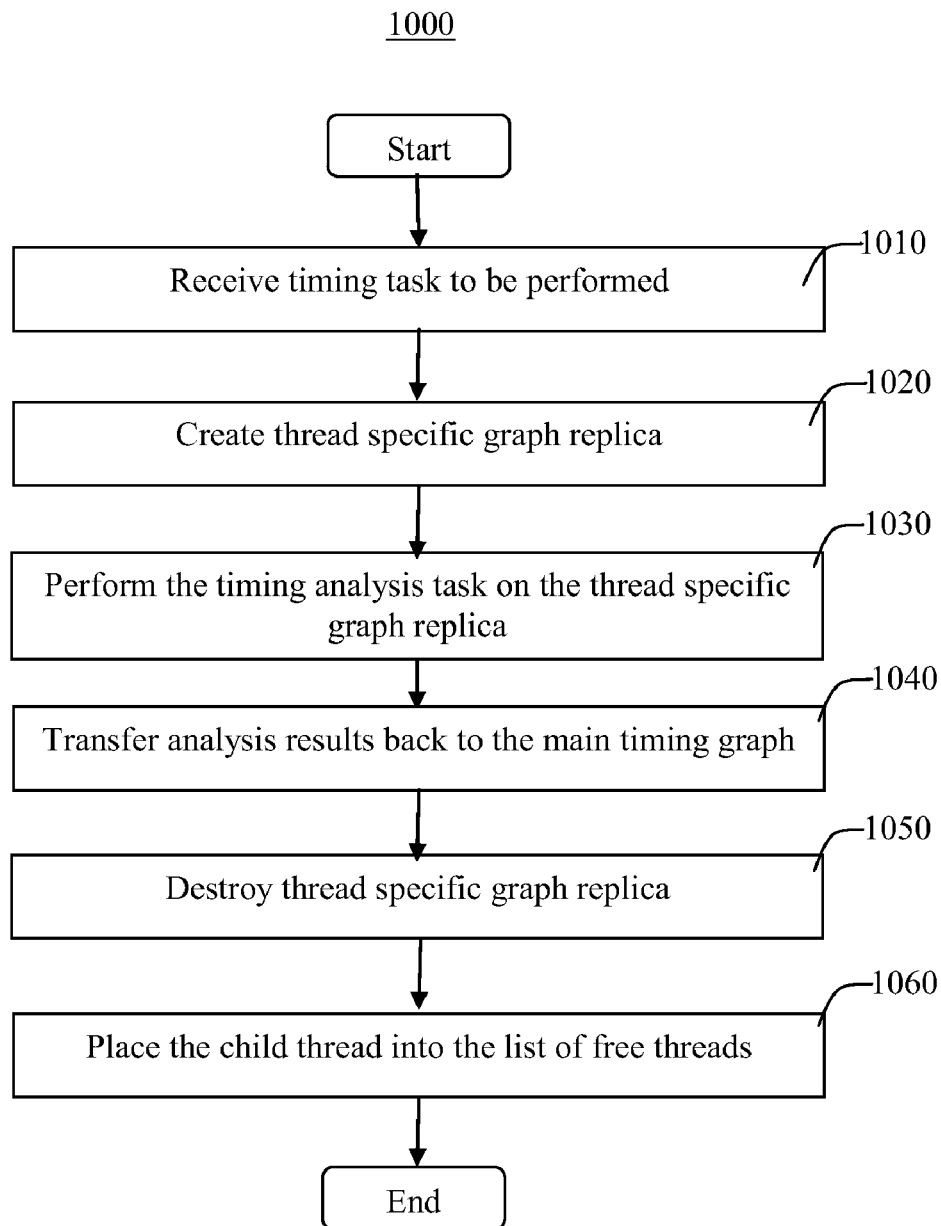 1000
Start
1010
Receive timing task to be performed
1020
Create thread specific graph replica
1030
Perform the timing analysis task on the thread specific
graph replica
1040
Transfer analysis results back to the main timing graph
1050
Destroy thread specific graph replica
1060
Place the child thread into the list of free threads
End